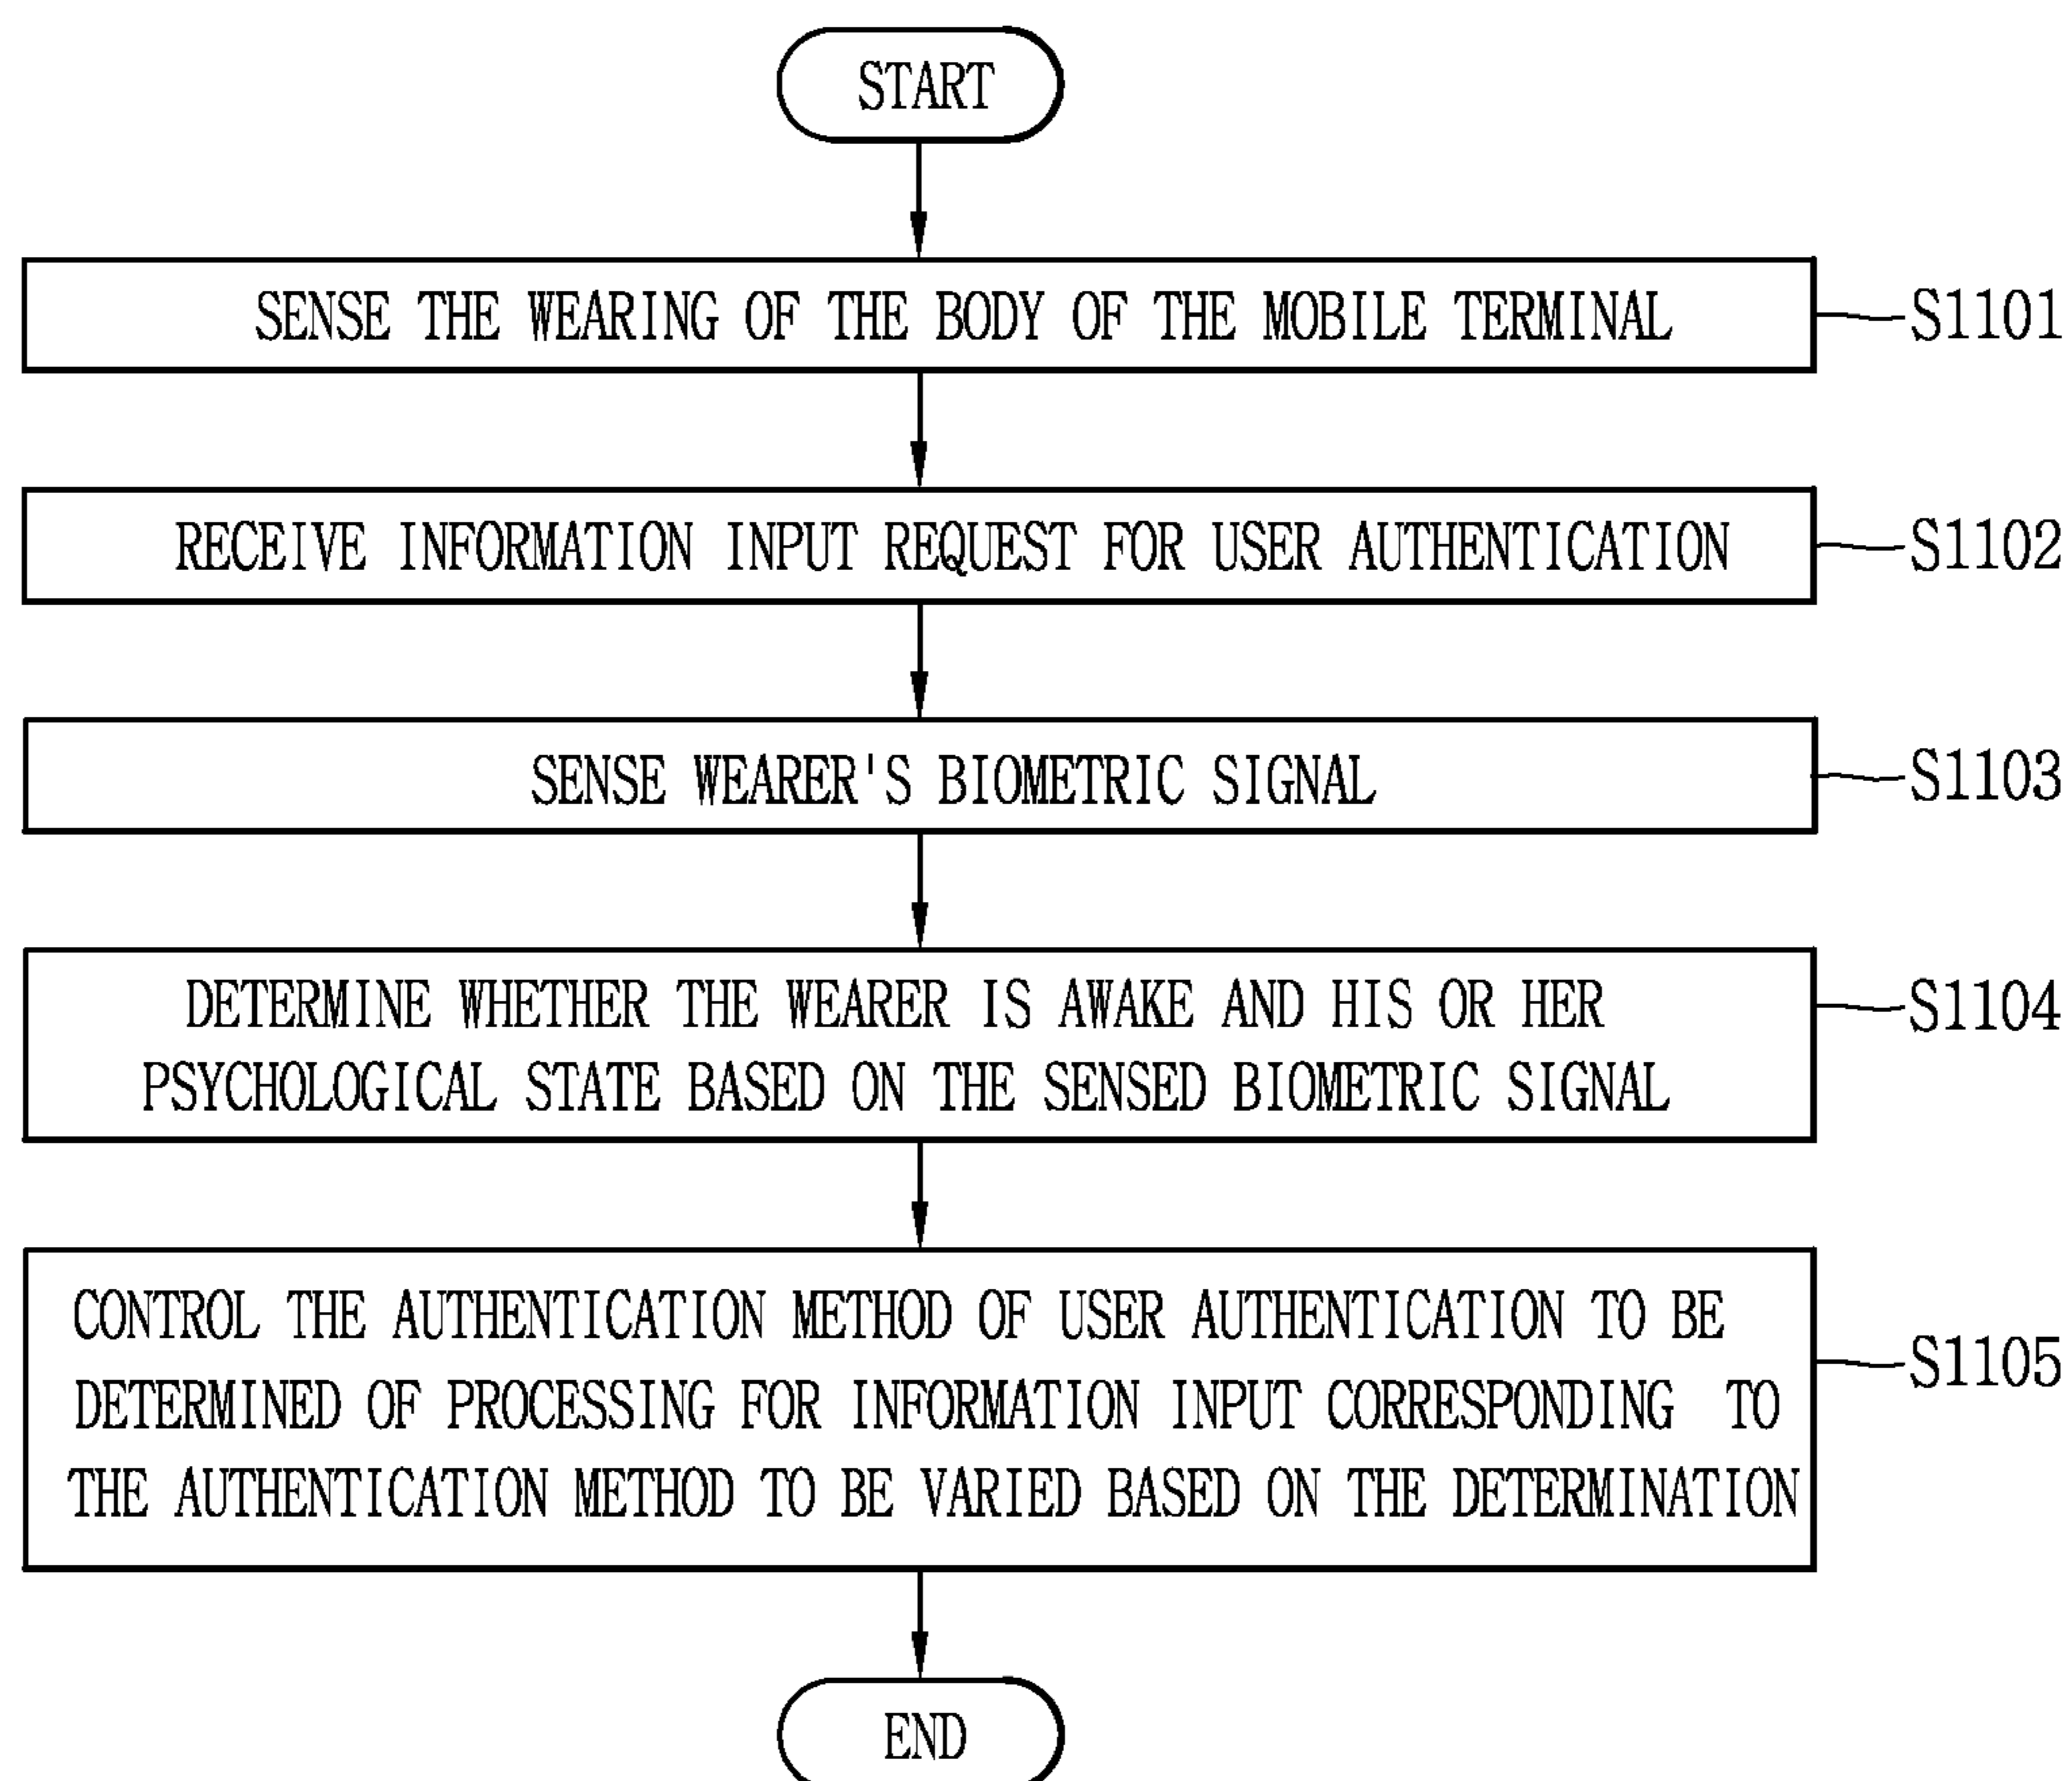 START
SENSE THE WEARING OF THE BODY OF THE MOBILE TERMINAL
S1101
RECEIVE INFORMATION INPUT REQUEST FOR USER AUTHENTICATION
S1102
SENSE WEARER'S BIOMETRIC SIGNAL
S1103
DETERMINE WHETHER THE WEARER IS AWAKE AND HIS OR HER
PSYCHOLOGICAL STATE BASED ON THE SENSED BIOMETRIC SIGNAL
S1104
CONTROL THE AUTHENTICATION METHOD OF USER AUTHENTICATION TO BE
DETERMINED OF PROCESSING FOR INFORMATION INPUT CORRESPONDING TO
THE AUTHENTICATION METHOD TO BE VARIED BASED ON THE DETERMINATION
S1105
END